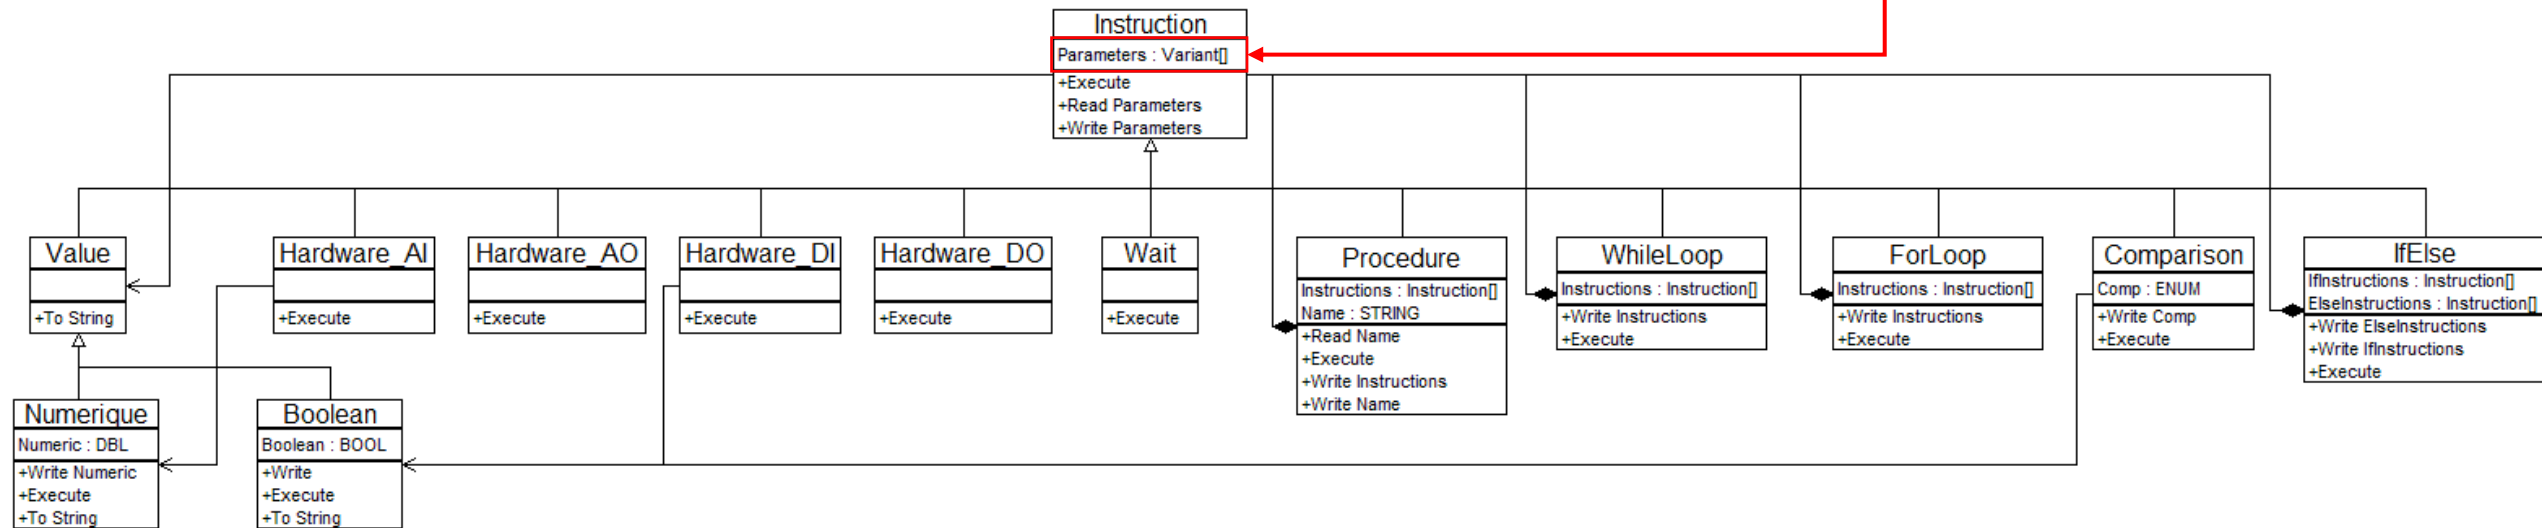 Instruction
Parameters : Variant[]
+Execute
+Read Parameters
+Write Parameters
Value
+To String
Hardware_AI
+Execute
Hardware_AO
+Execute
Hardware_DI
+Execute
Hardware_DO
+Execute
Wait
+Execute
Procedure
Instructions : Instruction[]
Name : STRING
+Read Name
+Execute
+Write Instructions
+Write Name
WhileLoop
Instructions : Instruction[]
+Write Instructions
+Execute
ForLoop
Instructions : Instruction[]
+Write Instructions
+Execute
Comparison
Comp : ENUM
+Write Comp
+Execute
IfElse
IfInstructions : Instruction[]
ElseInstructions : Instruction[]
+Write ElseInstructions
+Write IfInstructions
+Execute
Numerique
Numeric : DBL
+Write Numeric
+Execute
+To String
Boolean
Boolean : BOOL
+Write
+Execute
+To String